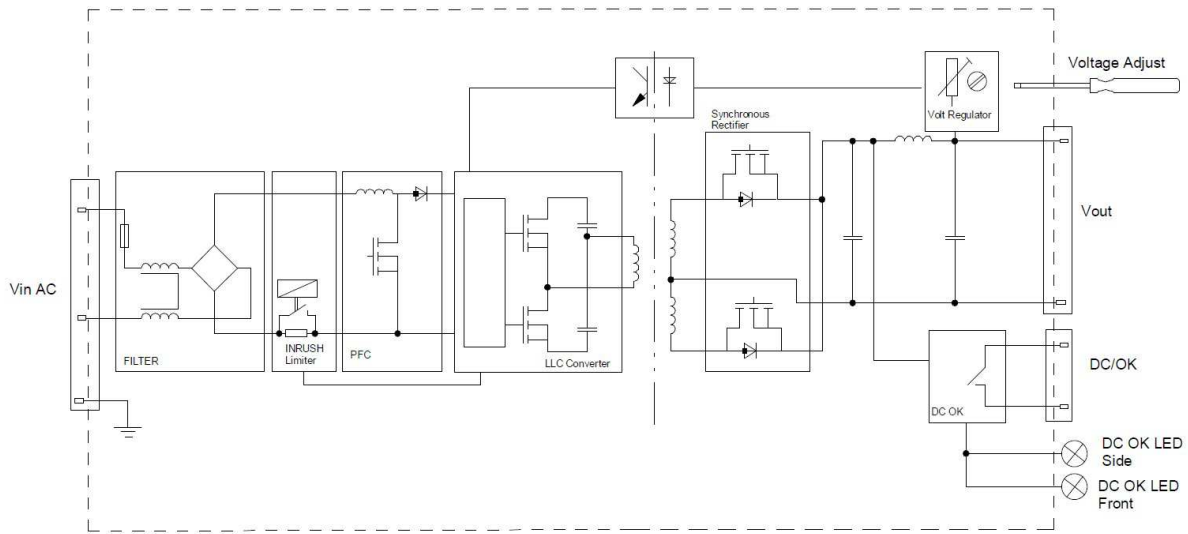 Voltage Adjust
Volt Regulator
Synchronous
Rectifier
Vout
Vin AC
FILTER
INRUSH
Limiter
PFC
LLC Converter
DC/OK
DC OK
DC OK LED
Side
DC OK LED
Front